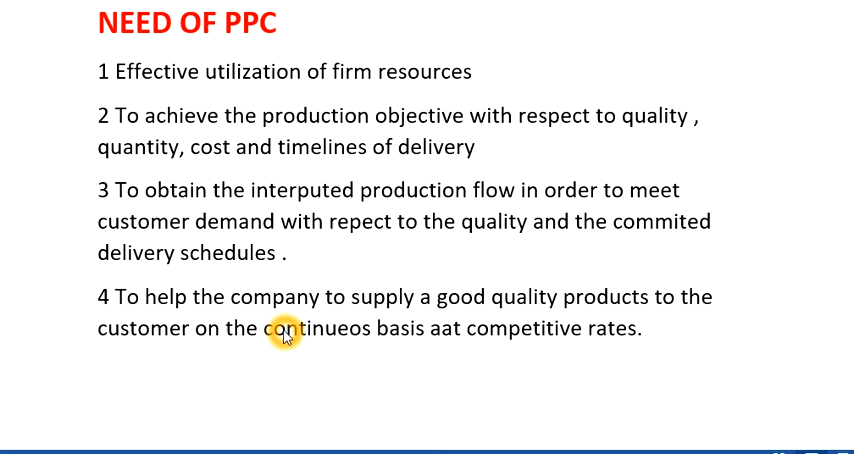 NEED OF PPC
1 Effective utilization of firm resources
2 To achieve the production objective with respect to quality ,
quantity, cost and timelines of delivery
3 To obtain the interputed production flow in order to meet
customer demand with repect to the quality and the commited
delivery schedules .
4 To help the company to supply a good quality products to the
customer on the continueos basis aat competitive rates.